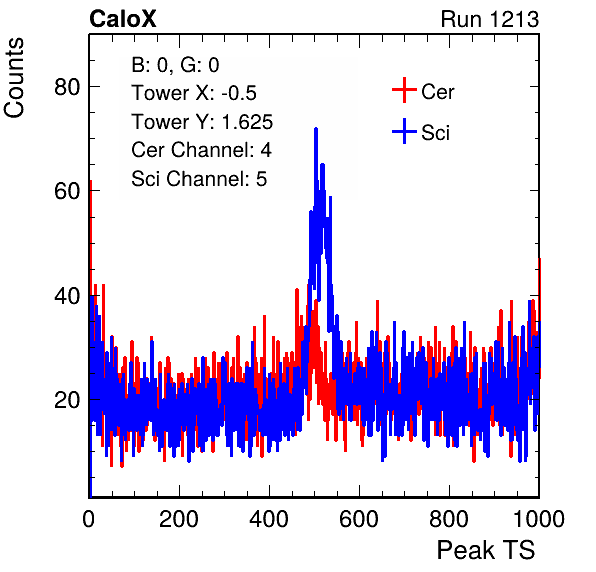 CaloX
Run 1213
Counts
B: 0, G: 0
Tower X: -0.5
Tower Y: 1.625
Cer Channel: 4
Sci Channel: 5
Cer
Sci
80
60
40
20
0 200 400 600 800 1000
Peak TS